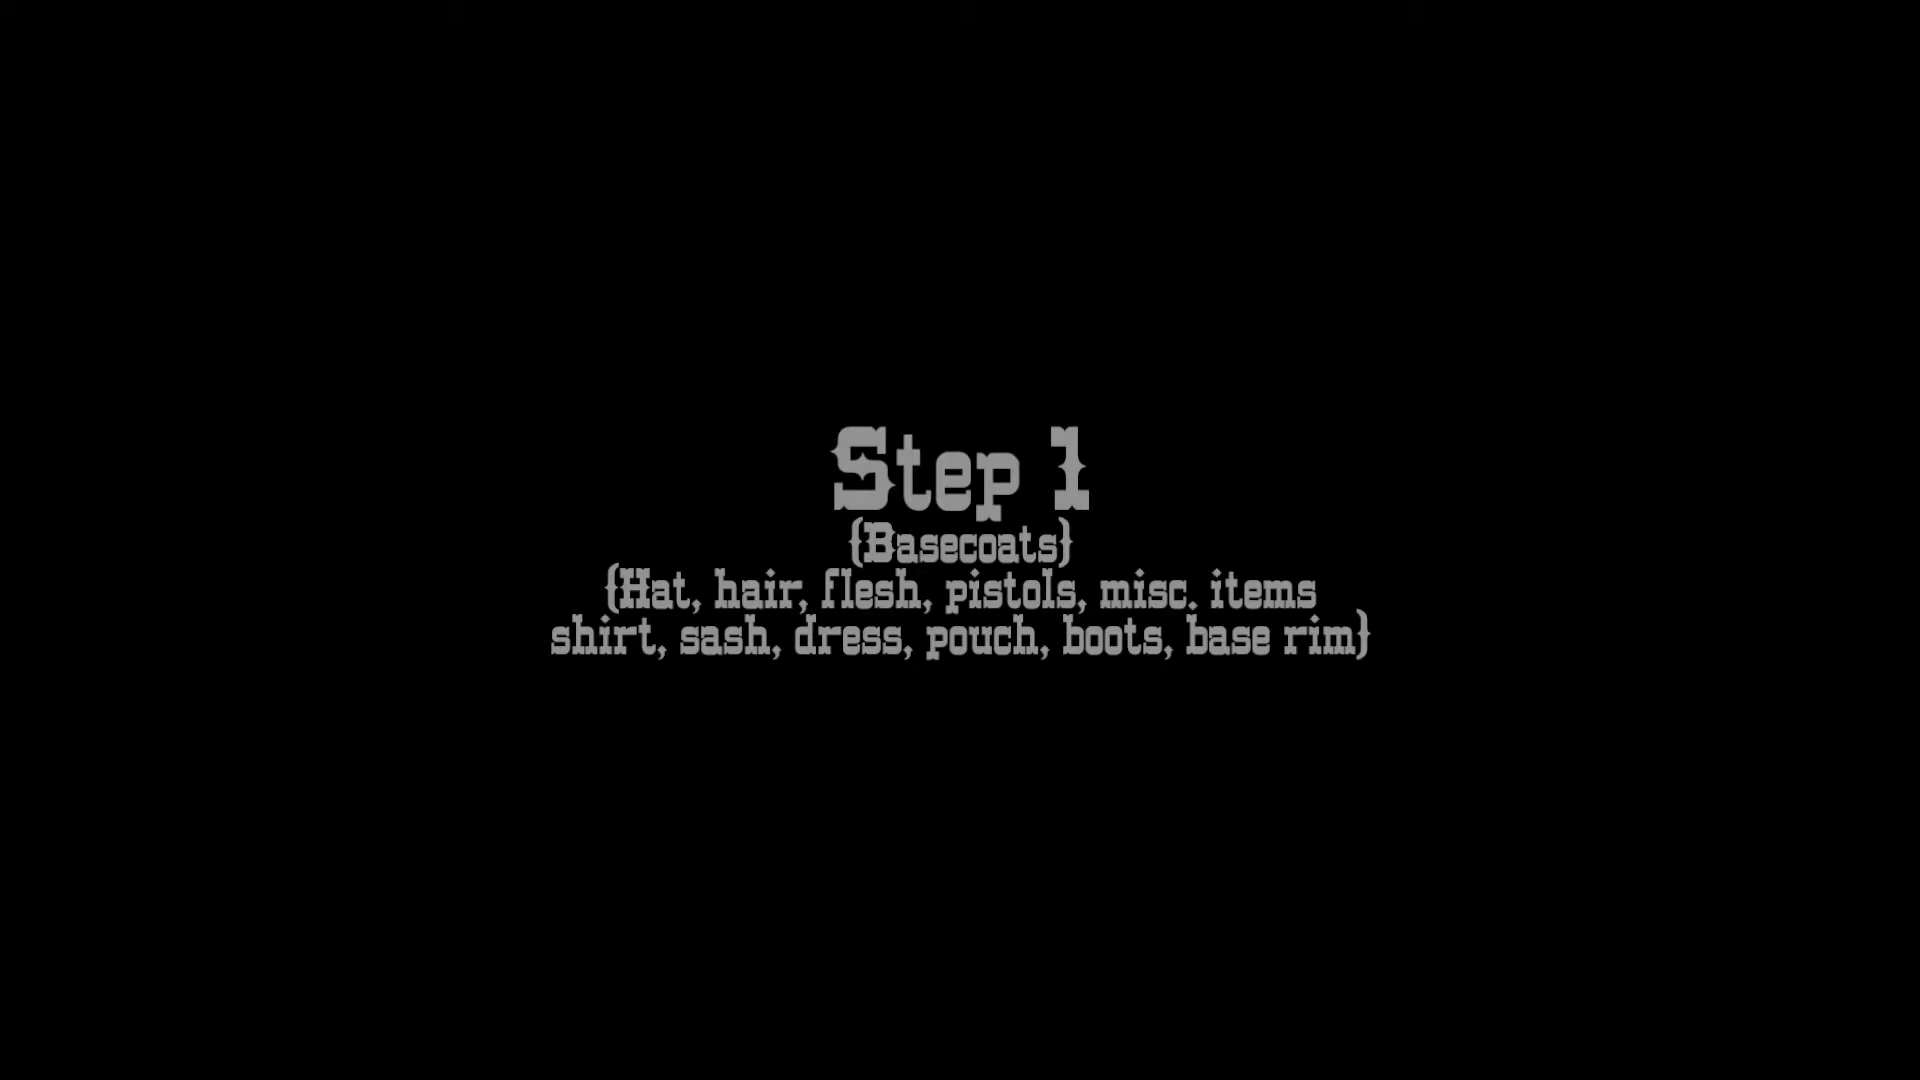 Step 1
{Basecoats}
{Hat, hair, flesh, pistols, misc. items
shirt, sash, dress, pouch, boots, base rim}